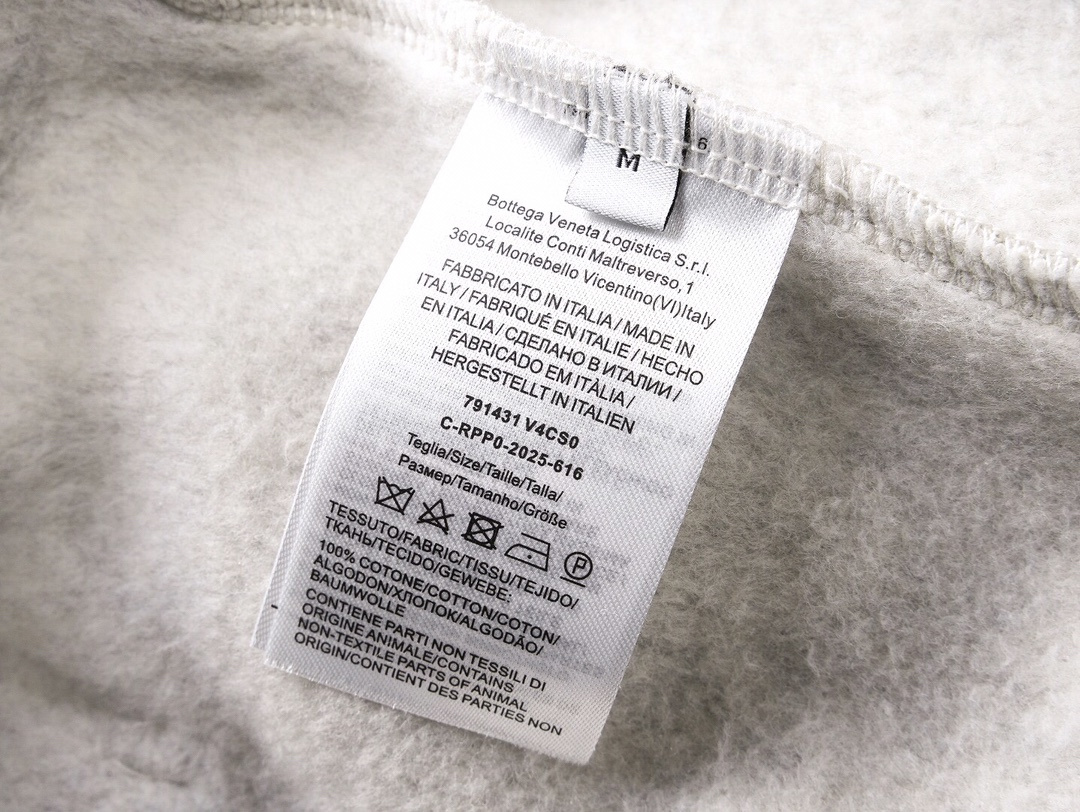 M
6
Bottega Veneta Logistica S.r.l.
Localite Conti Maltreverso,1
36054 Montebello Vicentino(VI)Italy
FABBRICATO IN ITALIA / MADE IN
ITALY / FABRIQUÉ EN ITALIE / HECHO
EN ITALIA / СДЕЛАНО В ИТАЛИИ /
FABRICADO EM ITÀLIA /
HERGESTELLT IN ITALIEN
791431 V4CS0
C-RPP0-2025-616
Teglia/Size/Taille/Talla/
Размер/Tamanho/Größe
P
TESSUTO/FABRIC/TISSU/TEJIDO/
ТКАНЬ/TECIDO/GEWEBE:
100% COTONE/COTTON/COTON/
ALGODON/ХЛОПОК/ALGODÃO/
BAUMWOLLE
CONTIENE PARTI NON TESSILI DI
ORIGINE ANIMALE/CONTAINS
NON-TEXTILE PARTS OF ANIMAL
ORIGIN/CONTIENT DES PARTIES NON